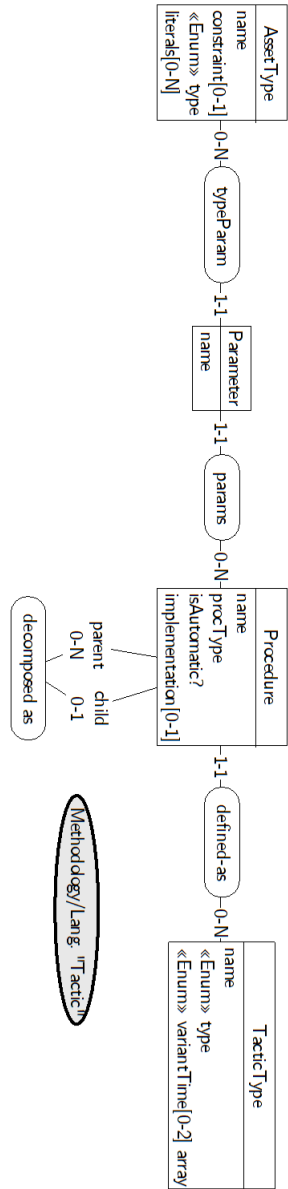 AssetType
name
constraint[0-1]
«Enum» type
literals[0-N]
0-N
typeParam
1-1
Parameter
name
1-1
params
0-N
Procedure
name
procType
isAutomatic?
implementation[0-1]
parent
0-N
child
0-1
decomposed as
1-1
defined-as
0-N
TacticType
name
«Enum» type
«Enum» variantTime[0-2] array
Methodology/Lang. "Tactic"